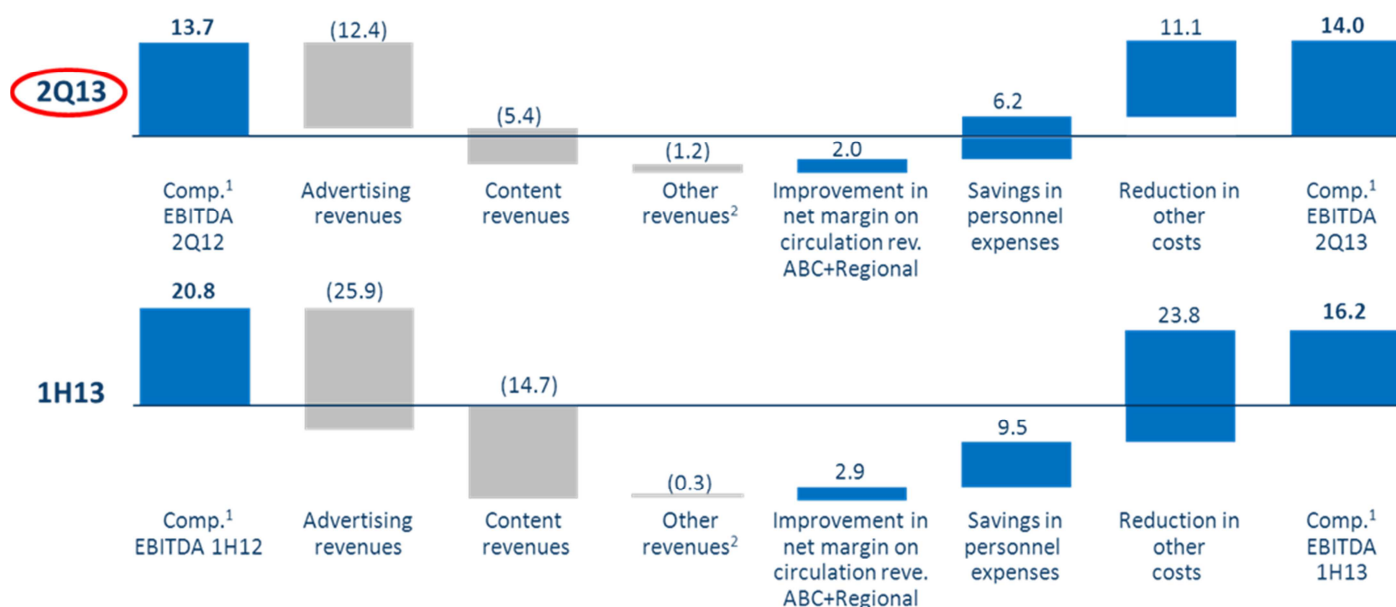 13.7 (12.4) (5.4) (1.2) 2.0 6.2 11.1 14.0
2Q13
Comp.¹ EBITDA 2Q12
Advertising revenues
Content revenues
Other revenues²
Improvement in net margin on circulation rev. ABC+Regional
Savings in personnel expenses
Reduction in other costs
Comp.¹ EBITDA 2Q13
20.8 (25.9) (14.7) (0.3) 2.9 9.5 23.8 16.2
1H13
Comp.¹ EBITDA 1H12
Advertising revenues
Content revenues
Other revenues²
Improvement in net margin on circulation reve. ABC+Regional
Savings in personnel expenses
Reduction in other costs
Comp.¹ EBITDA 1H13